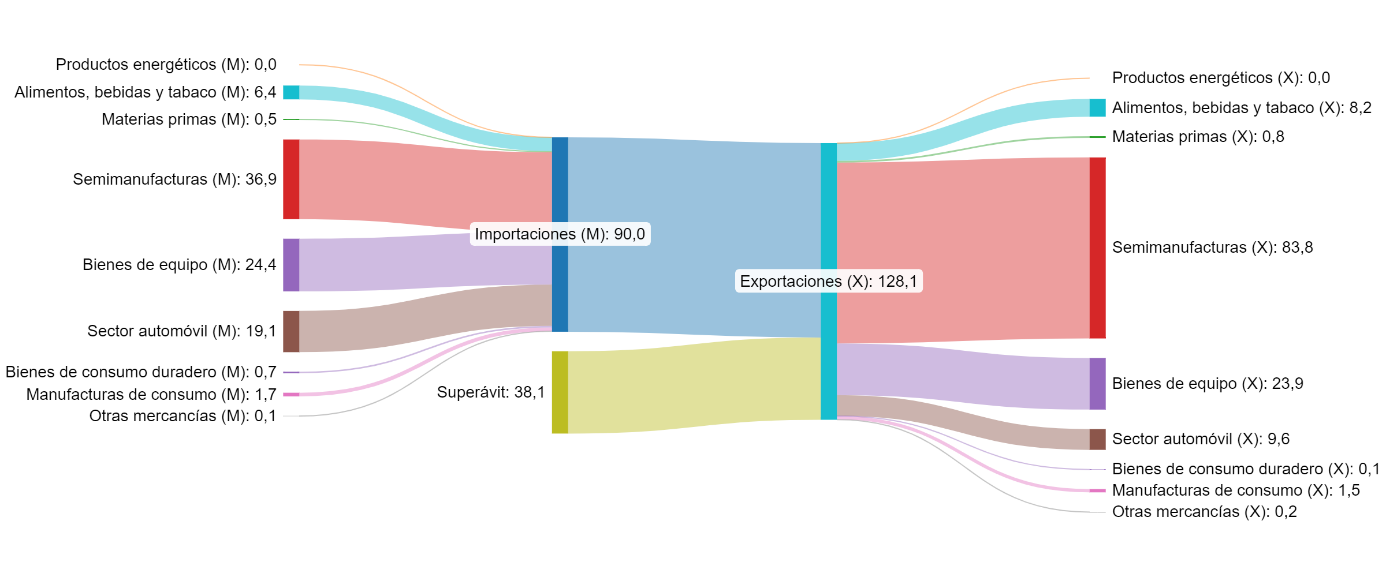 Productos energéticos (M): 0,0
Alimentos, bebidas y tabaco (M): 6,4
Materias primas (M): 0,5
Semimanufacturas (M): 36,9
Bienes de equipo (M): 24,4
Sector automóvil (M): 19,1
Bienes de consumo duradero (M): 0,7
Manufacturas de consumo (M): 1,7
Otras mercancías (M): 0,1
Importaciones (M): 90,0
Superávit: 38,1
Exportaciones (X): 128,1
Productos energéticos (X): 0,0
Alimentos, bebidas y tabaco (X): 8,2
Materias primas (X): 0,8
Semimanufacturas (X): 83,8
Bienes de equipo (X): 23,9
Sector automóvil (X): 9,6
Bienes de consumo duradero (X): 0,1
Manufacturas de consumo (X): 1,5
Otras mercancías (X): 0,2